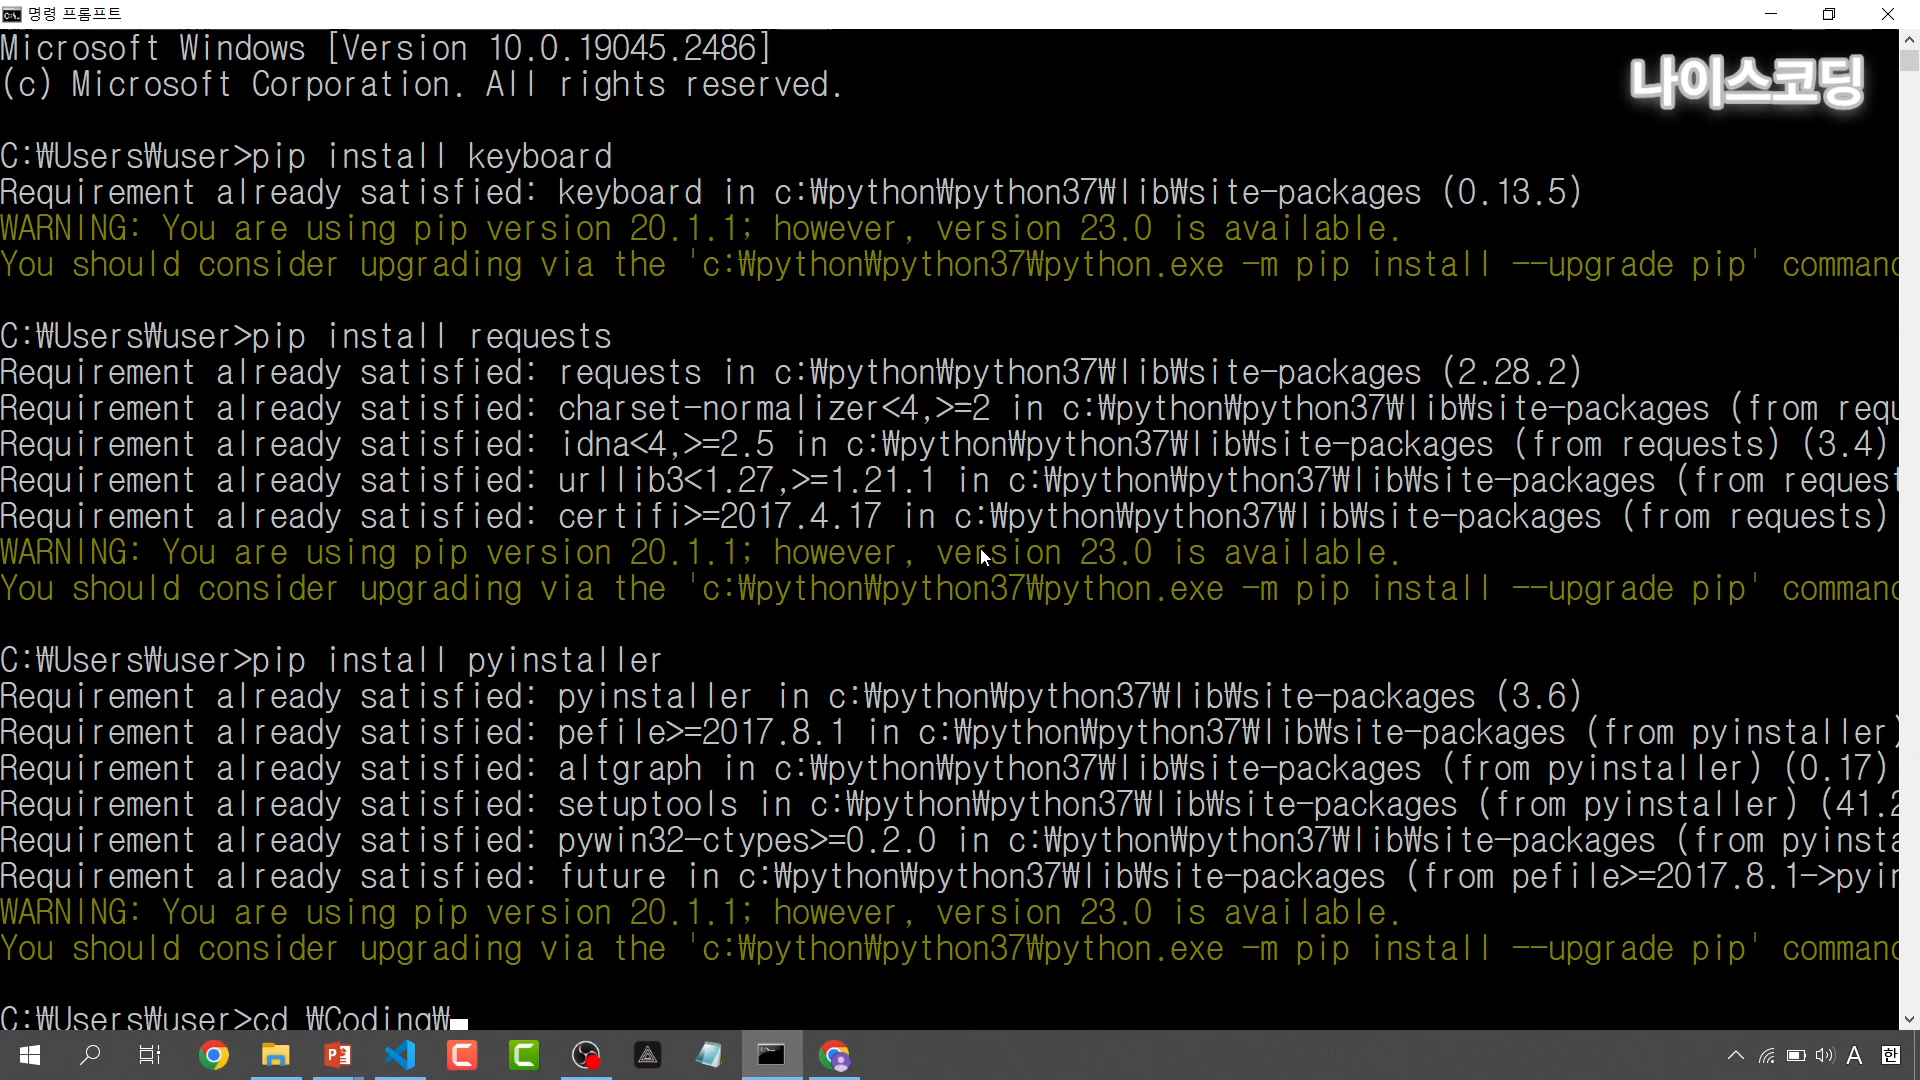 명령 프롬프트
Microsoft Windows [Version 10.0.19045.2486]
(c) Microsoft Corporation. All rights reserved.
나이스코딩
C:₩Users₩user>pip install keyboard
Requirement already satisfied: keyboard in c:₩python₩python37₩lib₩site-packages (0.13.5)
WARNING: You are using pip version 20.1.1; however, version 23.0 is available.
You should consider upgrading via the 'c:₩python₩python37₩python.exe -m pip install --upgrade pip' comman
C:₩Users₩user>pip install requests
Requirement already satisfied: requests in c:₩python₩python37₩lib₩site-packages (2.28.2)
Requirement already satisfied: charset-normalizer<4,>=2 in c:₩python₩python37₩lib₩site-packages (from requ
Requirement already satisfied: idna<4,>=2.5 in c:₩python₩python37₩lib₩site-packages (from requests) (3.4)
Requirement already satisfied: urllib3<1.27,>=1.21.1 in c:₩python₩python37₩lib₩site-packages (from request
Requirement already satisfied: certifi>=2017.4.17 in c:₩python₩python37₩lib₩site-packages (from requests)
WARNING: You are using pip version 20.1.1; however, version 23.0 is available.
You should consider upgrading via the 'c:₩python₩python37₩python.exe -m pip install --upgrade pip' comman
C:₩Users₩user>pip install pyinstaller
Requirement already satisfied: pyinstaller in c:₩python₩python37₩lib₩site-packages (3.6)
Requirement already satisfied: pefile>=2017.8.1 in c:₩python₩python37₩lib₩site-packages (from pyinstaller)
Requirement already satisfied: altgraph in c:₩python₩python37₩lib₩site-packages (from pyinstaller) (0.17)
Requirement already satisfied: setuptools in c:₩python₩python37₩lib₩site-packages (from pyinstaller) (41.2
Requirement already satisfied: pywin32-ctypes>=0.2.0 in c:₩python₩python37₩lib₩site-packages (from pyinsta
Requirement already satisfied: future in c:₩python₩python37₩lib₩site-packages (from pefile>=2017.8.1->pyin
WARNING: You are using pip version 20.1.1; however, version 23.0 is available.
You should consider upgrading via the 'c:₩python₩python37₩python.exe -m pip install --upgrade pip' comman
C:₩Users₩user>cd ₩Coding₩
A 한